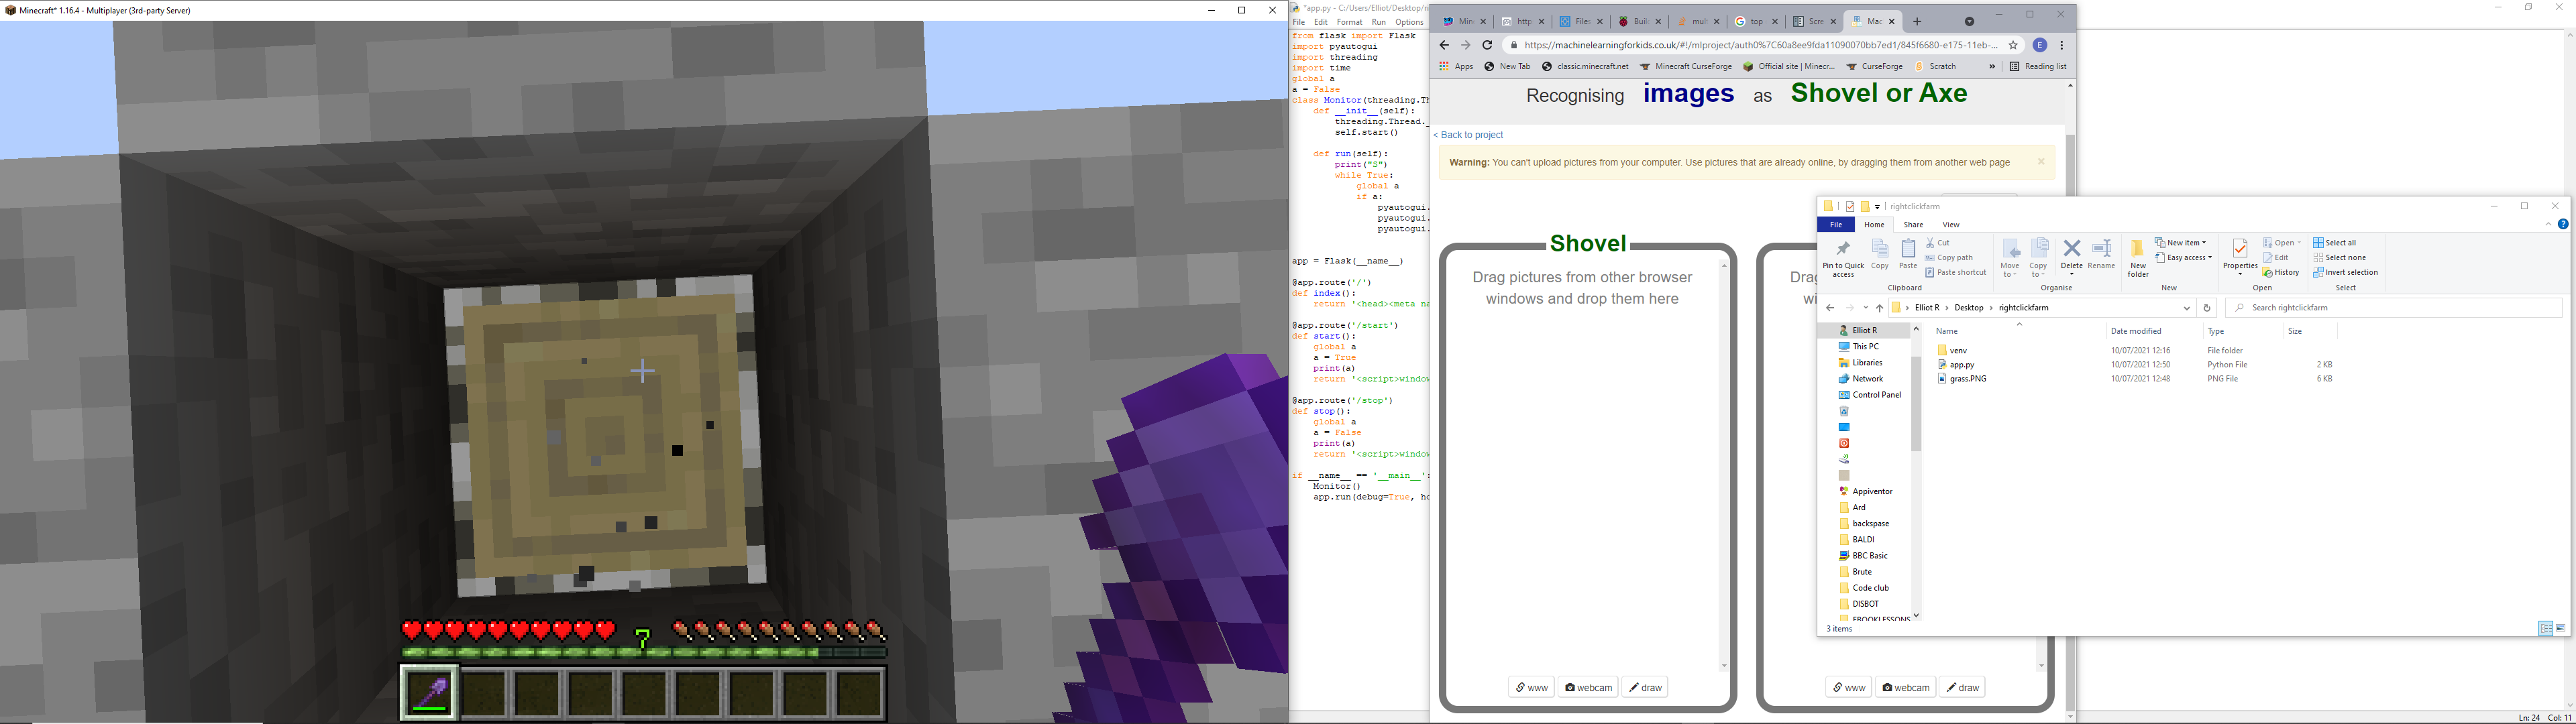 Minecraft* 1.16.4 - Multiplayer (3rd-party Server)
7
*app.py - C:/Users/Elliot/Desktop/ri
File Edit Format Run Options
from flask import Flask
import pyautogui
import threading
import time
global a
a = False
class Monitor(threading.Th
def __init__(self):
threading.Thread._
self.start()
def run(self):
print("S")
while True:
global a
if a:
pyautogui.
pyautogui.
pyautogui.
app = Flask(__name__)
@app.route('/')
def index():
return '<head><meta na
@app.route('/start')
def start():
global a
a = True
print(a)
return '<script>window
@app.route('/stop')
def stop():
global a
a = False
print(a)
return '<script>window
if __name__ == '__main__':
Monitor()
app.run(debug=True, ho
Ln: 24 Col: 11
Min http File Buil mult top Scre Mac
https://machinelearningforkids.co.uk/#!/mlproject/auth0%7C60a8ee9fda11090070bb7ed1/845f6680-e175-11eb-...
E
Apps New Tab classic.minecraft.net Minecraft CurseForge Official site | Minecr... CurseForge Scratch » Reading list
Recognising images as Shovel or Axe
< Back to project
Warning: You can't upload pictures from your computer. Use pictures that are already online, by dragging them from another web page
Shovel
Drag pictures from other browser
windows and drop them here
www webcam draw
Drag
wi
www webcam draw
rightclickfarm
File Home Share View
Pin to Quick access
Copy
Paste
Cut
Copy path
Paste shortcut
Clipboard
Move to
Copy to
Delete
Rename
Organise
New folder
New item
Easy access
New
Properties
Open
Edit
History
Open
Select all
Select none
Invert selection
Select
Elliot R > Desktop > rightclickfarm
Search rightclickfarm
Name Date modified Type Size
venv 10/07/2021 12:16 File folder
app.py 10/07/2021 12:50 Python File 2 KB
grass.PNG 10/07/2021 12:48 PNG File 6 KB
Elliot R
This PC
Libraries
Network
Control Panel
Appiventor
Ard
backspase
BALDI
BBC Basic
Brute
Code club
DISBOT
EBOOKLESSONS
3 items